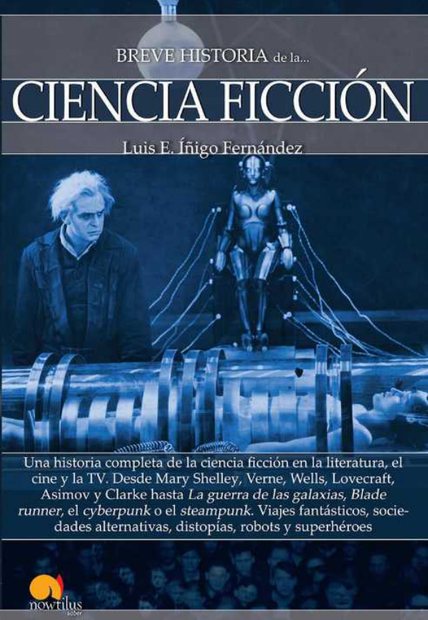 BREVE HISTORIA de la...
CIENCIA FICCIÓN
Luis E. Íñigo Fernández
Una historia completa de la ciencia ficción en la literatura, el
cine y la TV. Desde Mary Shelley, Verne, Wells, Lovecraft,
Asimov y Clarke hasta La guerra de las galaxias, Blade
runner, el cyberpunk o el steampunk. Viajes fantásticos, socie-
dades alternativas, distopías, robots y superhéroes
nowtilus
saber